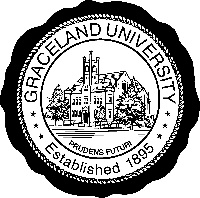 GRACELAND UNIVERSITY
PRUDENS FUTURI
Established 1895